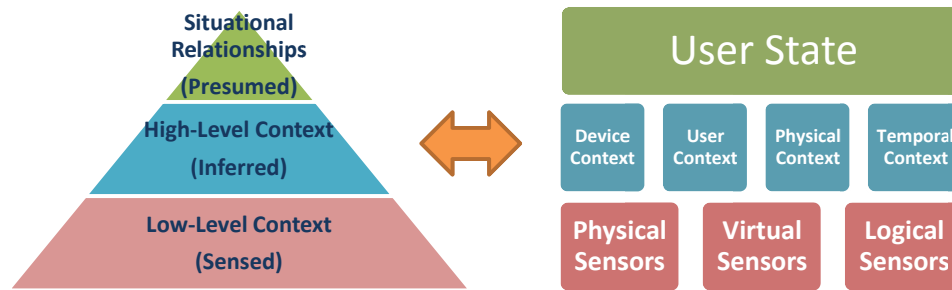 Situational
Relationships
(Presumed)
High-Level Context
(Inferred)
Low-Level Context
(Sensed)
User State
Device
Context
User
Context
Physical
Context
Temporal
Context
Physical
Sensors
Virtual
Sensors
Logical
Sensors